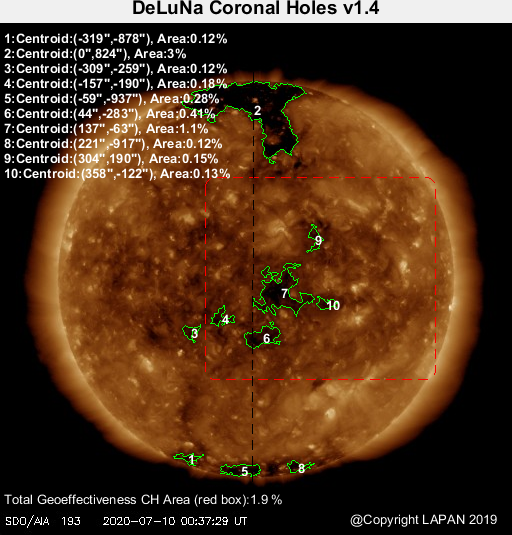 DeLuNa Coronal Holes v1.4
1:Centroid:(-319",-878"), Area:0.12%
2:Centroid:(0",824"), Area:3%
3:Centroid:(-309",-259"), Area:0.12%
4:Centroid:(-157",-190"), Area:0.18%
5:Centroid:(-59",-937"), Area:0.28%
6:Centroid:(44",-283"), Area:0.41%
7:Centroid:(137",-63"), Area:1.1%
8:Centroid:(221",-917"), Area:0.12%
9:Centroid:(304",190"), Area:0.15%
10:Centroid:(358",-122"), Area:0.13%
2
9
7
10
4
3
6
1
5
8
Total Geoeffectiveness CH Area (red box):1.9 %
SDO/AIA 193 2020-07-10 00:37:29 UT
@Copyright LAPAN 2019